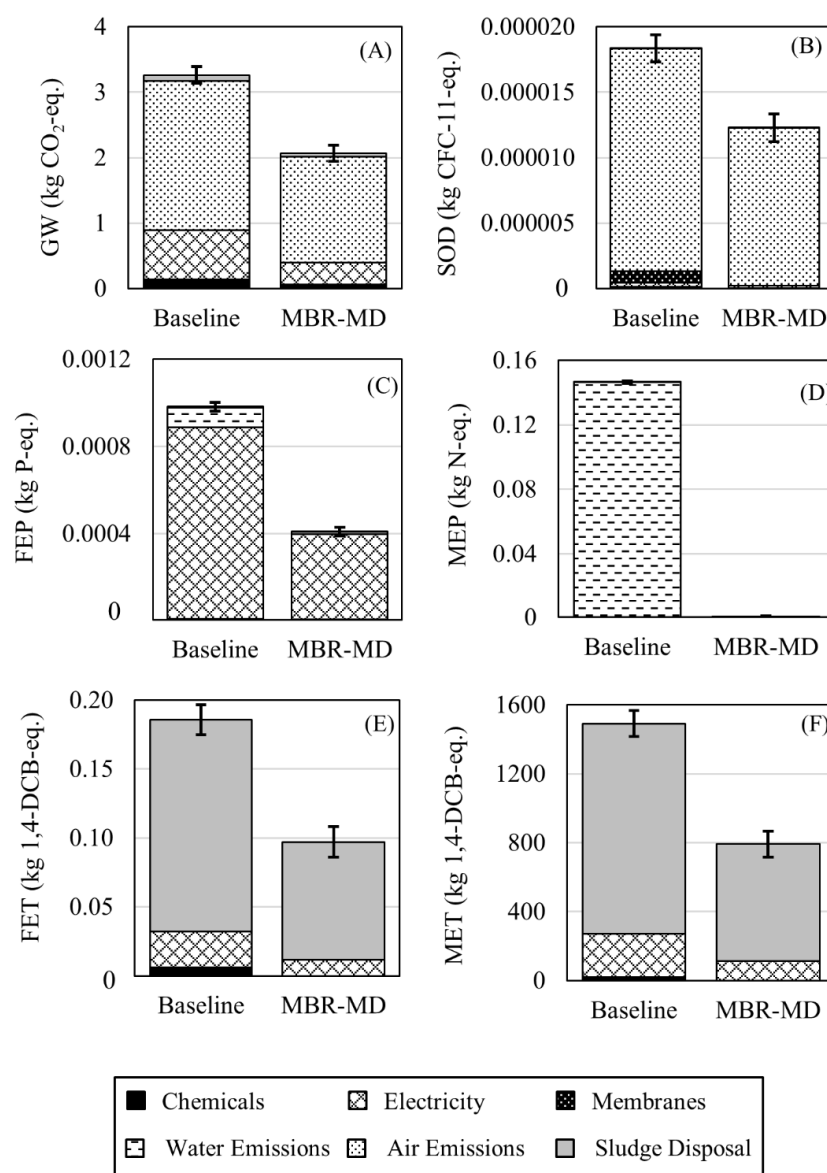 (A)
GW (kg CO₂-eq.)
4
3
2
1
0
Baseline MBR-MD
(B)
SOD (kg CFC-11-eq.)
0.000020
0.000015
0.000010
0.000005
0
Baseline MBR-MD
(C)
FEP (kg P-eq.)
0.0012
0.0008
0.0004
0
Baseline MBR-MD
(D)
MEP (kg N-eq.)
0.16
0.12
0.08
0.04
0
Baseline MBR-MD
(E)
FET (kg 1,4-DCB-eq.)
0.20
0.15
0.10
0.05
0
Baseline MBR-MD
(F)
MET (kg 1,4-DCB-eq.)
1600
1200
800
400
0
Baseline MBR-MD
Chemicals Electricity Membranes
Water Emissions Air Emissions Sludge Disposal